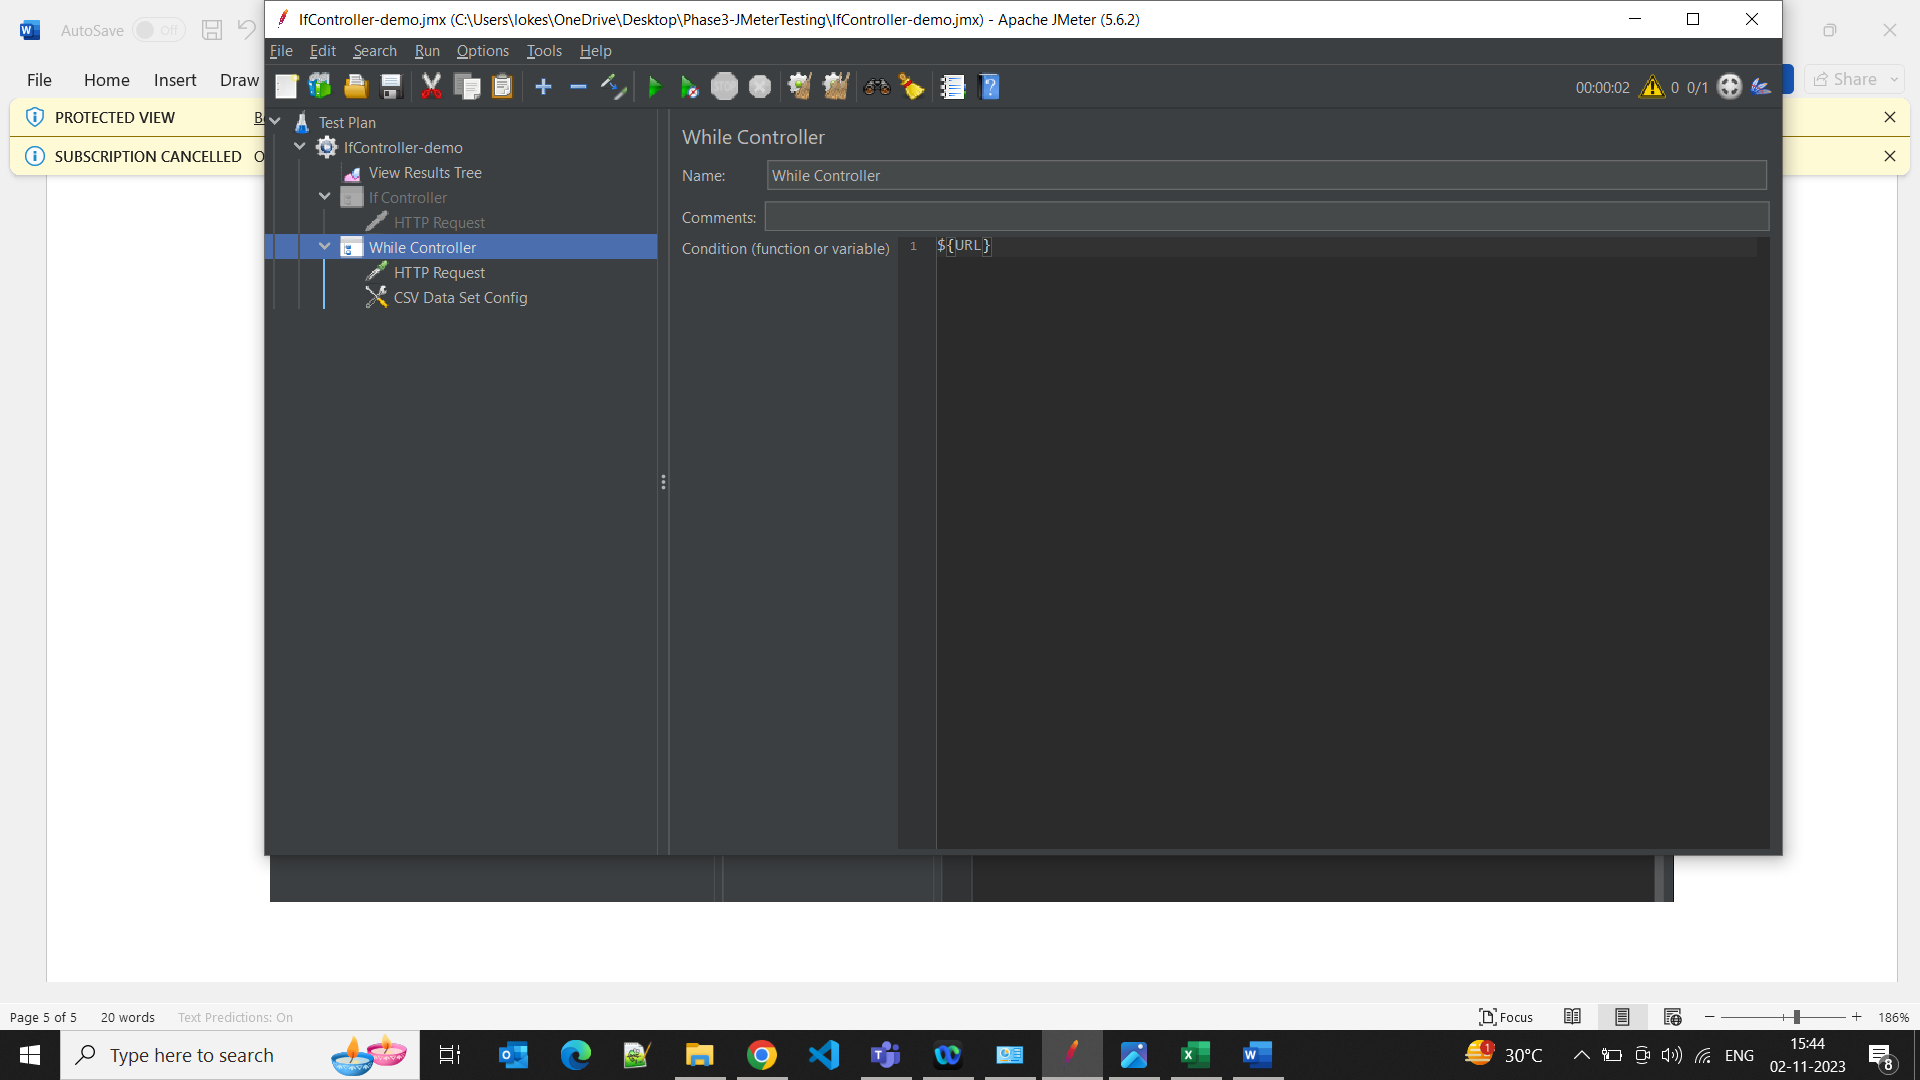 IfController-demo.jmx (C:\Users\lokes\OneDrive\Desktop\Phase3-JMeterTesting\IfController-demo.jmx) - Apache JMeter (5.6.2)
AutoSave Off
File Edit Search Run Options Tools Help
File Home Insert Draw
Share
STOP
00:00:02 0 0/1
PROTECTED VIEW
SUBSCRIPTION CANCELLED
Test Plan
IfController-demo
View Results Tree
If Controller
HTTP Request
While Controller
HTTP Request
CSV Data Set Config
While Controller
Name: While Controller
Comments:
Condition (function or variable) 1 ${URL}
Page 5 of 5 20 words Text Predictions: On
Focus 186%
Type here to search
1 30°C ENG 15:44
02-11-2023 8